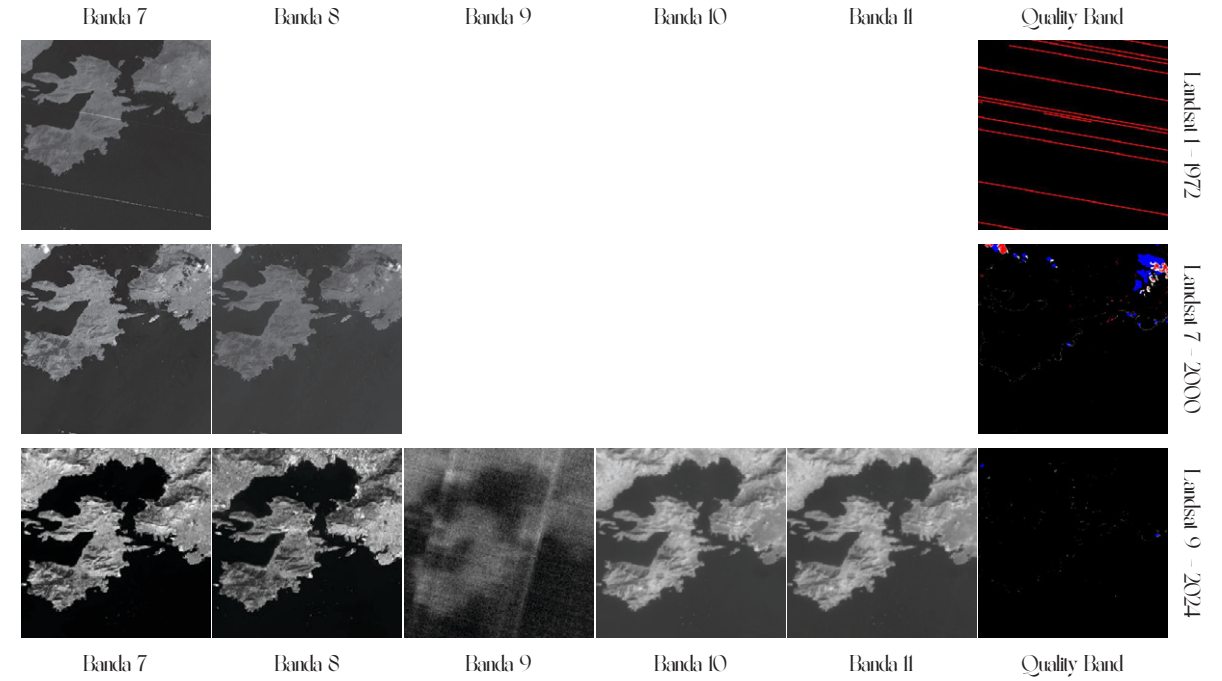 Banda 7 Banda 8 Banda 9 Banda 10 Banda 11 Quality Band
Landsat 1 - 1972
Landsat 7 - 2000
Landsat 9 - 2024
Banda 7 Banda 8 Banda 9 Banda 10 Banda 11 Quality Band